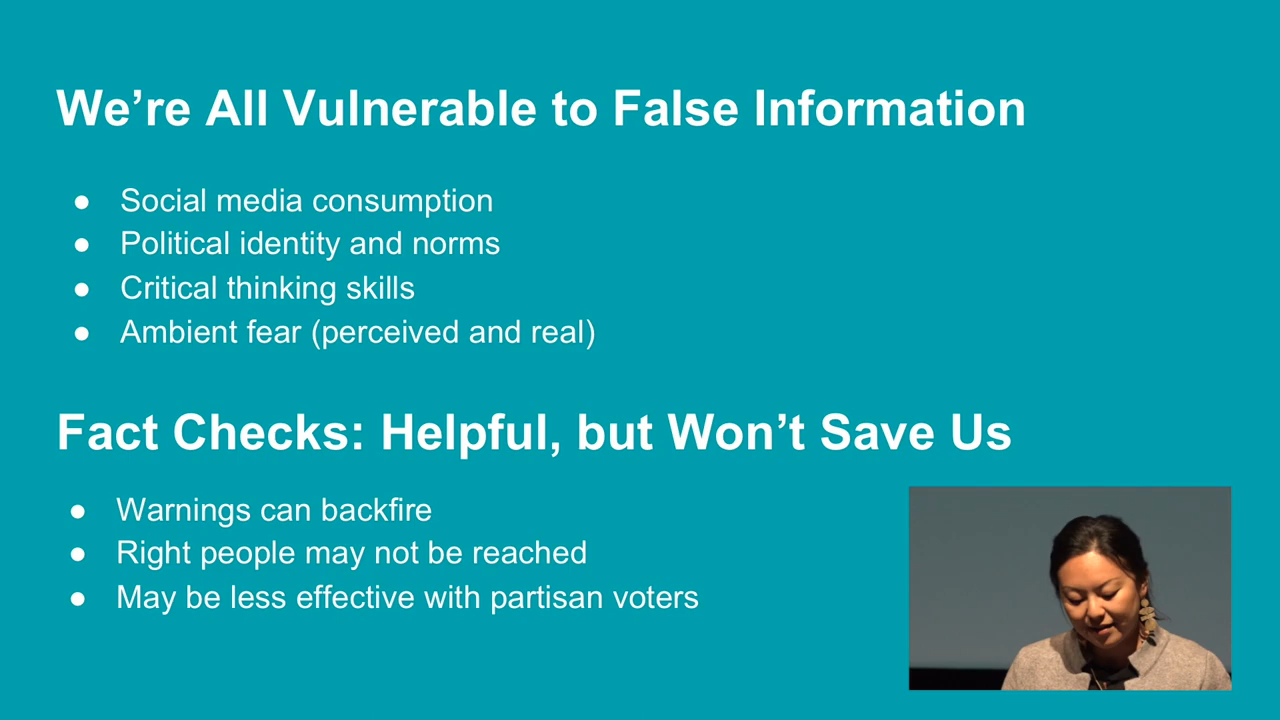 We’re All Vulnerable to False Information
● Social media consumption
● Political identity and norms
● Critical thinking skills
● Ambient fear (perceived and real)
Fact Checks: Helpful, but Won’t Save Us
● Warnings can backfire
● Right people may not be reached
● May be less effective with partisan voters